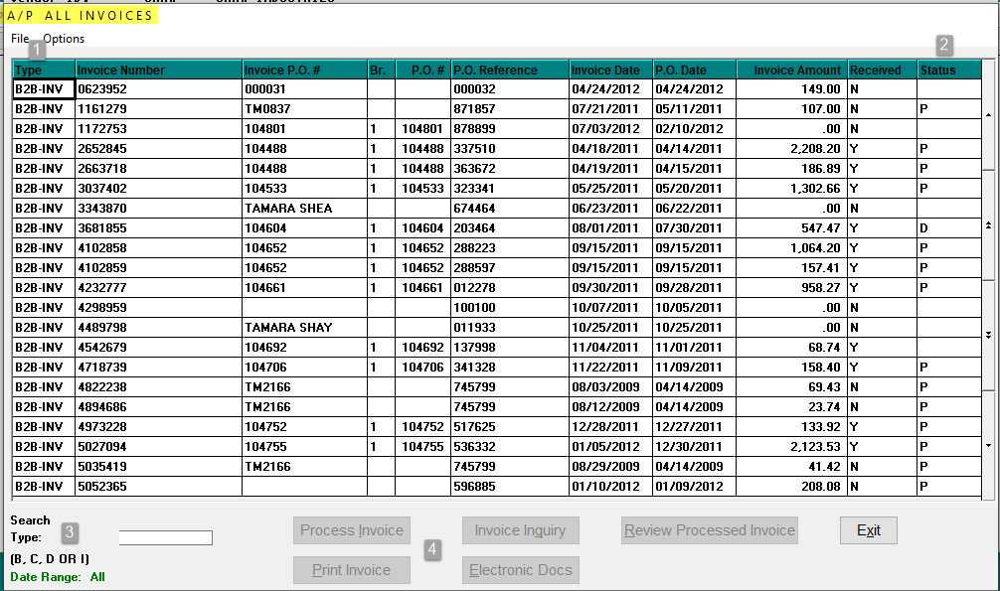 A/P ALL INVOICES
File Options
1 2
Type Invoice Number Invoice P.O. # Br. P.O. # P.O. Reference Invoice Date P.O. Date Invoice Amount Received Status
B2B-INV 0623952 000031 000032 04/24/2012 04/24/2012 149.00 N
B2B-INV 1161279 TM0837 871857 07/21/2011 05/11/2011 107.00 N P
B2B-INV 1172753 104801 1 104801 878899 07/03/2012 02/10/2012 .00 N
B2B-INV 2652845 104488 1 104488 337510 04/18/2011 04/14/2011 2,208.20 Y P
B2B-INV 2663718 104488 1 104488 363672 04/19/2011 04/15/2011 186.89 Y P
B2B-INV 3037402 104533 1 104533 323341 05/25/2011 05/20/2011 1,302.66 Y P
B2B-INV 3343870 TAMARA SHEA 674464 06/23/2011 06/22/2011 .00 N
B2B-INV 3681855 104604 1 104604 203464 08/01/2011 07/30/2011 547.47 Y D
B2B-INV 4102858 104652 1 104652 288223 09/15/2011 09/15/2011 1,064.20 Y P
B2B-INV 4102859 104652 1 104652 288597 09/15/2011 09/15/2011 157.41 Y P
B2B-INV 4232777 104661 1 104661 012278 09/30/2011 09/28/2011 958.27 Y P
B2B-INV 4298959 100100 10/07/2011 10/05/2011 .00 N
B2B-INV 4489798 TAMARA SHAY 011933 10/25/2011 10/25/2011 .00 N
B2B-INV 4542679 104692 1 104692 137998 11/04/2011 11/01/2011 68.74 Y
B2B-INV 4718739 104706 1 104706 341328 11/22/2011 11/09/2011 158.40 Y P
B2B-INV 4822238 TM2166 745799 08/03/2009 04/14/2009 69.43 N P
B2B-INV 4894686 TM2166 745799 08/12/2009 04/14/2009 23.74 N P
B2B-INV 4973228 104752 1 104752 517625 12/28/2011 12/27/2011 133.92 Y P
B2B-INV 5027094 104755 1 104755 536332 01/05/2012 12/30/2011 2,123.53 Y P
B2B-INV 5035419 TM2166 745799 08/29/2009 04/14/2009 41.42 N P
B2B-INV 5052365 596885 01/10/2012 01/09/2012 208.08 N P
Search
Type: 3
(B, C, D OR I)
Date Range: All
Process Invoice Invoice Inquiry Review Processed Invoice Exit
4
Print Invoice Electronic Docs